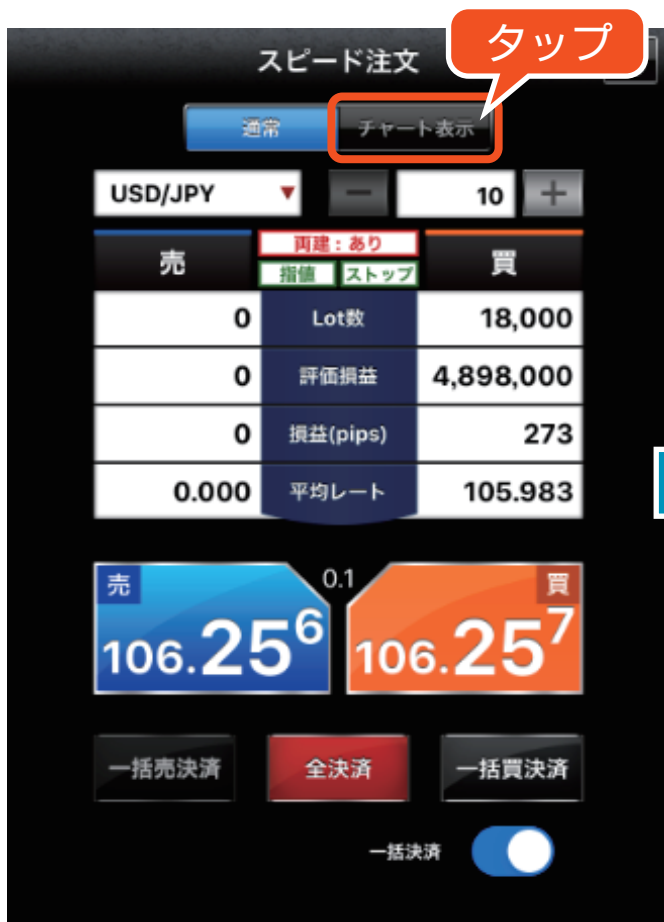 タップ
スピード注文
通常 チャート表示
USD/JPY ▼ − 10 +
売 両建：あり 買
指値 ストップ
0 Lot数 18,000
0 評価損益 4,898,000
0 損益(pips) 273
0.000 平均レート 105.983
売 0.1 買
106.256 106.257
一括売決済 全決済 一括買決済
一括決済